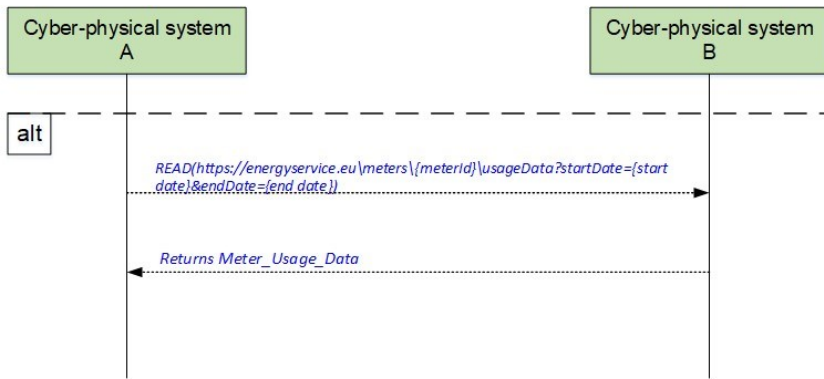 Cyber-physical system
A
Cyber-physical system
B
alt
READ(https://energyservice.eu\meters\{meterId}\usageData?startDate={start
date}&endDate={end date})
Returns Meter_Usage_Data